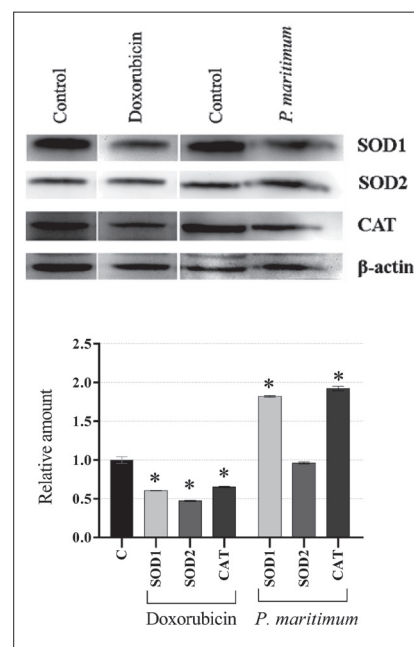 Control
Doxorubicin
Control
P. maritimum
SOD1
SOD2
CAT
β-actin
2.5
2.0
1.5
1.0
0.5
0.0
Relative amount
*
*
*
*
*
C
SOD1
SOD2
CAT
SOD1
SOD2
CAT
Doxorubicin
P. maritimum